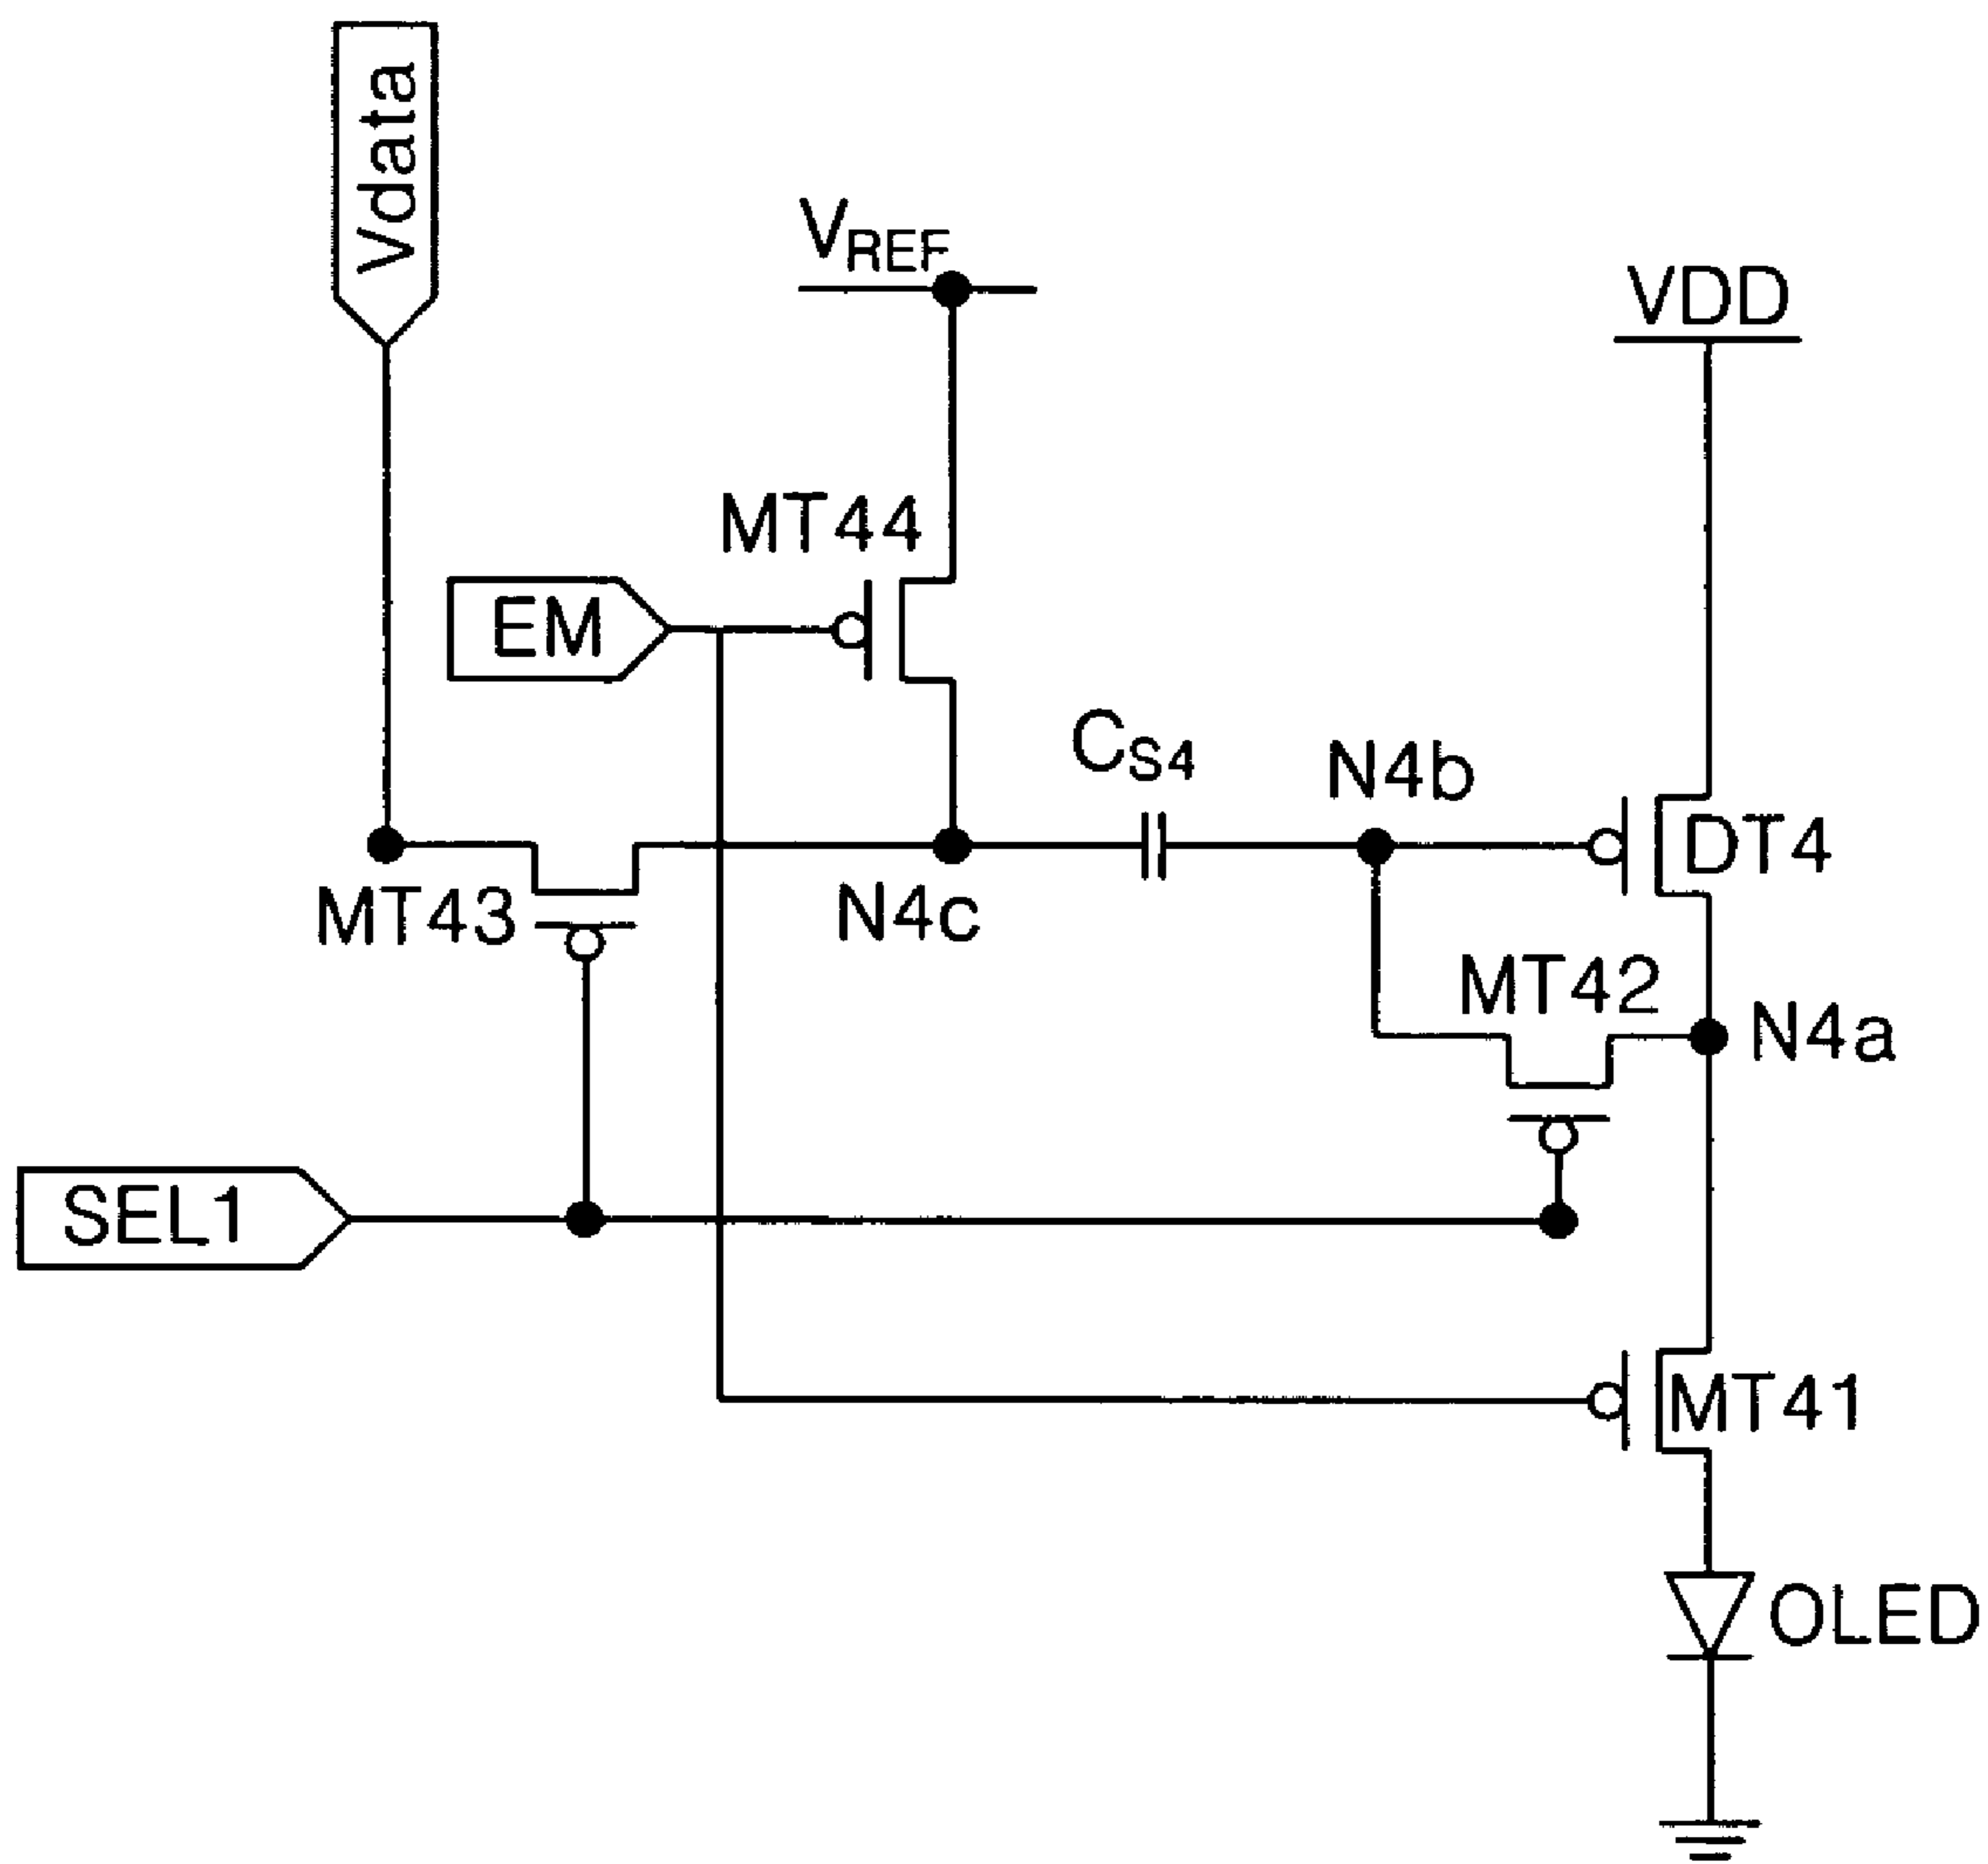 Vdata
VREF
VDD
MT44
EM
CS4
N4b
DT4
MT43
N4c
MT42
N4a
SEL1
MT41
OLED